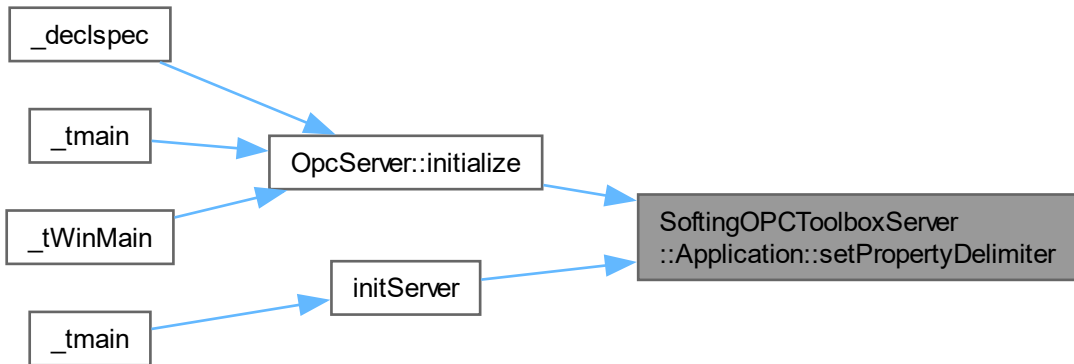 _declspec
_tmain
OpcServer::initialize
_tWinMain
SoftingOPCToolboxServer
::Application::setPropertyDelimiter
initServer
_tmain